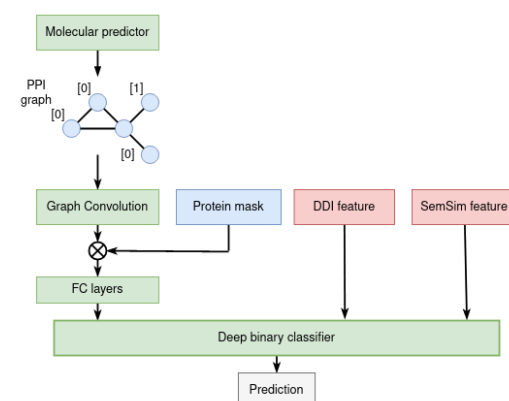 Molecular predictor
PPI
graph
[0]
[1]
[0]
[0]
Graph Convolution
Protein mask
DDI feature
SemSim feature
FC layers
Deep binary classifier
Prediction